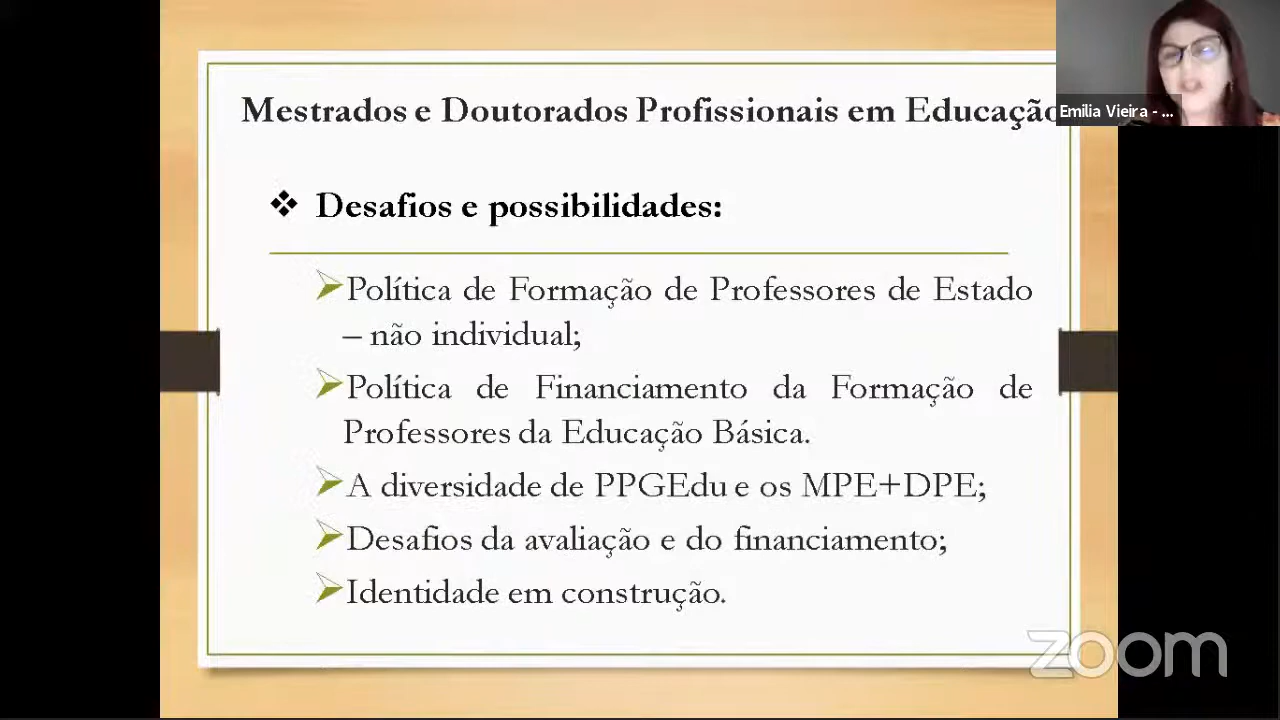 Mestrados e Doutorados Profissionais em Educação
Emilia Vieira - ...
Desafios e possibilidades:
Política de Formação de Professores de Estado
– não individual;
Política de Financiamento da Formação de
Professores da Educação Básica.
A diversidade de PPGEdu e os MPE+DPE;
Desafios da avaliação e do financiamento;
Identidade em construção.
zoom